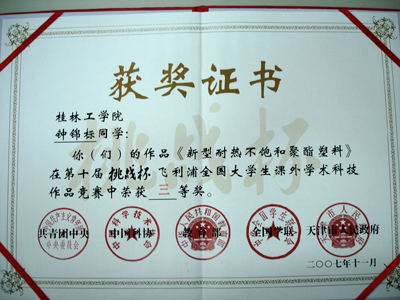 获奖证书
桂林工学院
钟锦标同学：
你（们）的作品《新型耐热不饱和聚酯塑料》
在第十届挑战杯飞利浦全国大学生课外学术科技
作品竞赛中荣获 三 等奖。
共青团中央 中国科协 教育部 全国学联 天津市人民政府
二〇〇七年十一月
挑战杯